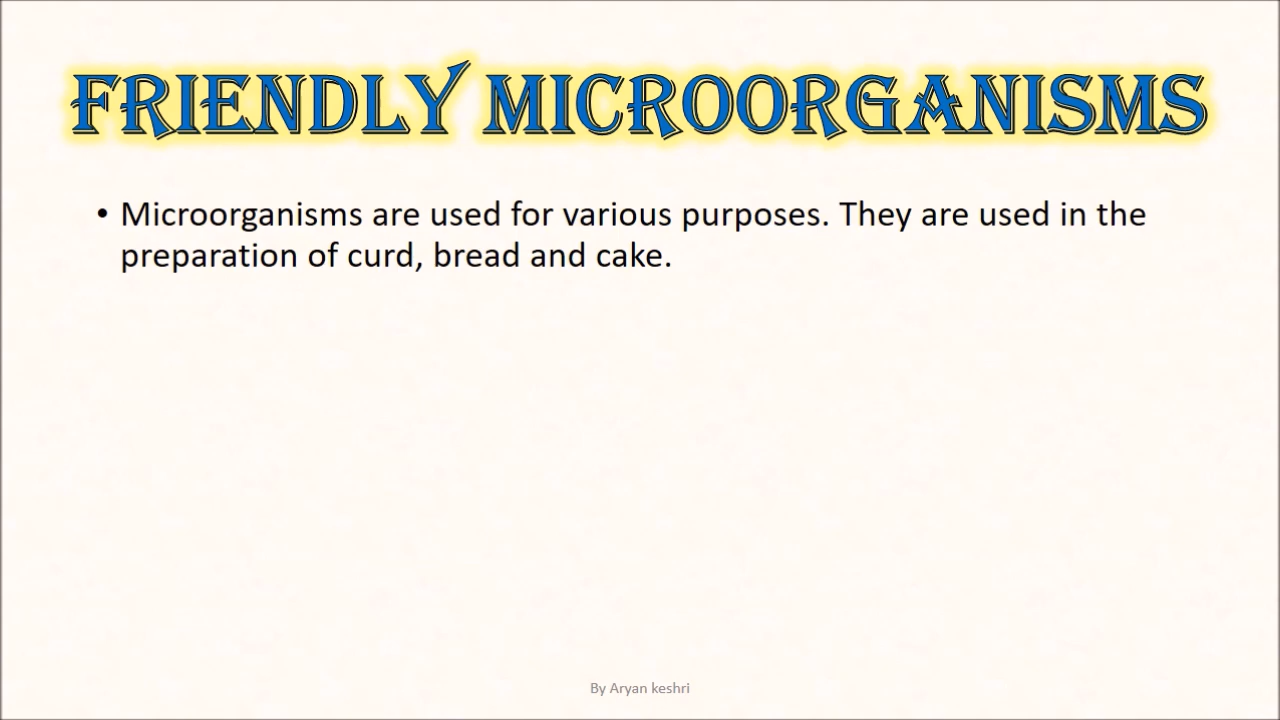 FRIENDLY MICROORGANISMS
• Microorganisms are used for various purposes. They are used in the
preparation of curd, bread and cake.
By Aryan keshri